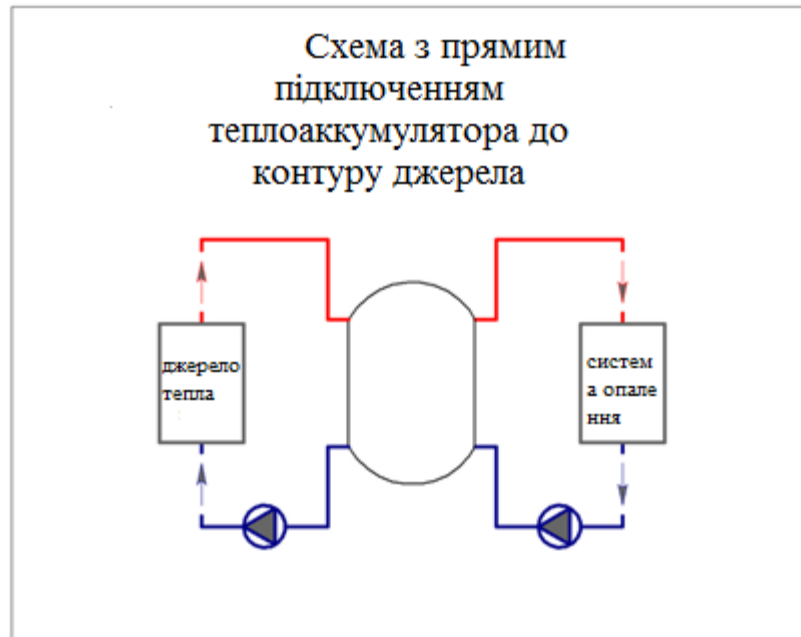 Схема з прямим
підключенням
теплоаккумулятора до
контуру джерела
джерело
тепла
систем
а опале
ння